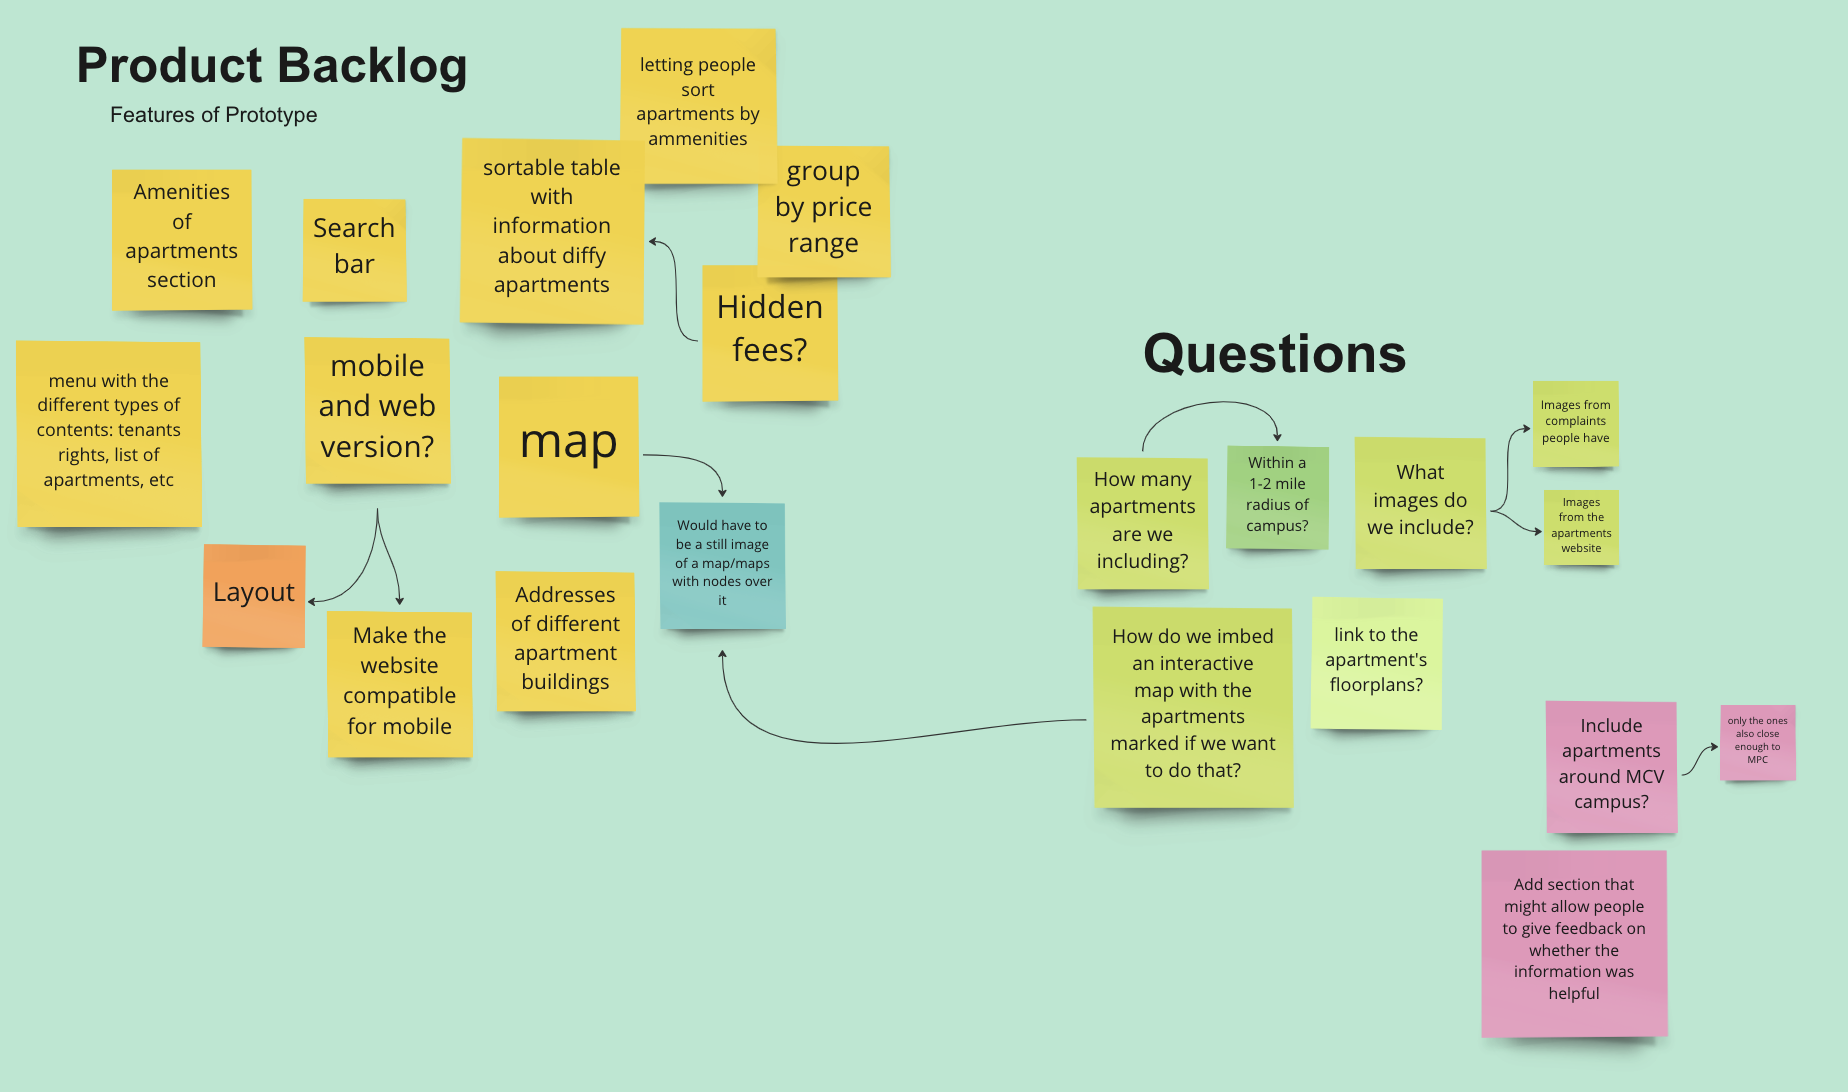 Product Backlog
Features of Prototype
letting people
sort
apartments by
ammenities
Amenities
of
apartments
section
Search
bar
sortable table
with
information
about diffy
apartments
group
by price
range
Hidden
fees?
menu with the
different types of
contents: tenants
rights, list of
apartments, etc
mobile
and web
version?
map
Would have to
be a still image
of a map/maps
with nodes over
it
Layout
Make the
website
compatible
for mobile
Addresses
of different
apartment
buildings
Questions
How many
apartments
are we
including?
Within a
1-2 mile
radius of
campus?
What
images do
we include?
Images from
complaints
people have
Images
from the
apartments
website
How do we imbed
an interactive
map with the
apartments
marked if we want
to do that?
link to the
apartment's
floorplans?
Include
apartments
around MCV
campus?
only the ones
also close
enough to
MPC
Add section that
might allow people
to give feedback on
whether the
information was
helpful